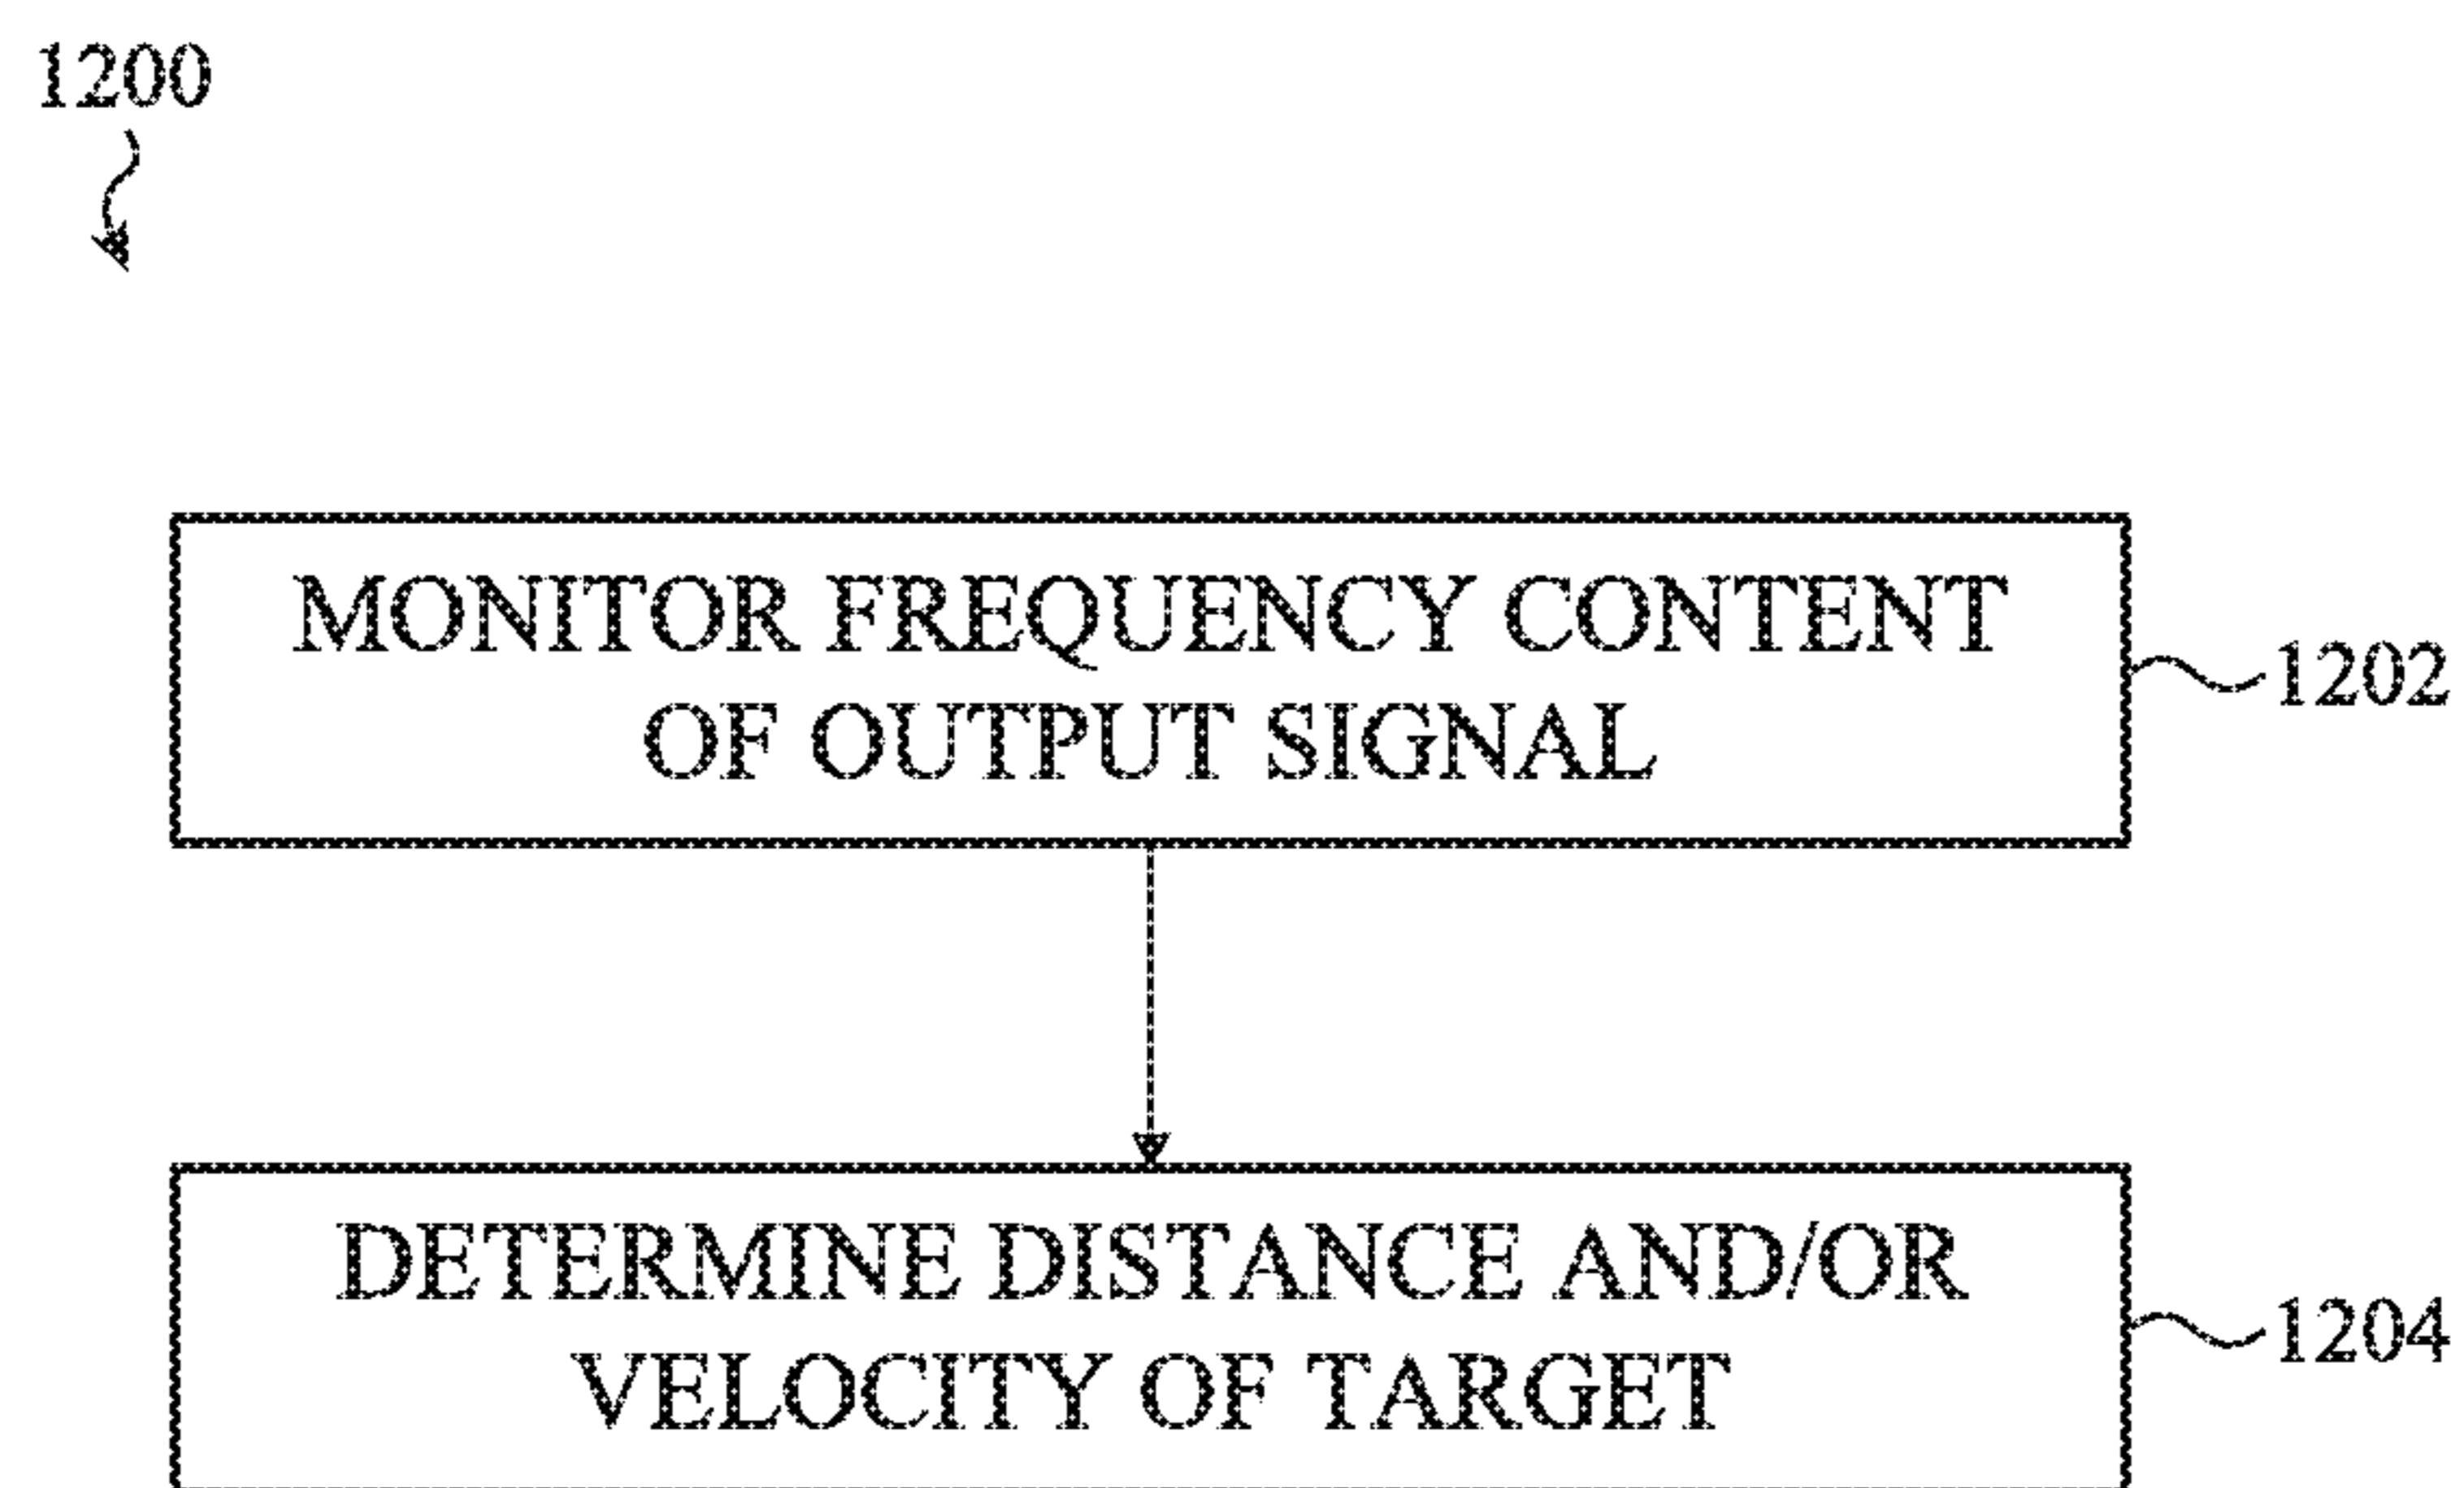 1200
MONITOR FREQUENCY CONTENT
OF OUTPUT SIGNAL
1202
DETERMINE DISTANCE AND/OR
VELOCITY OF TARGET
1204